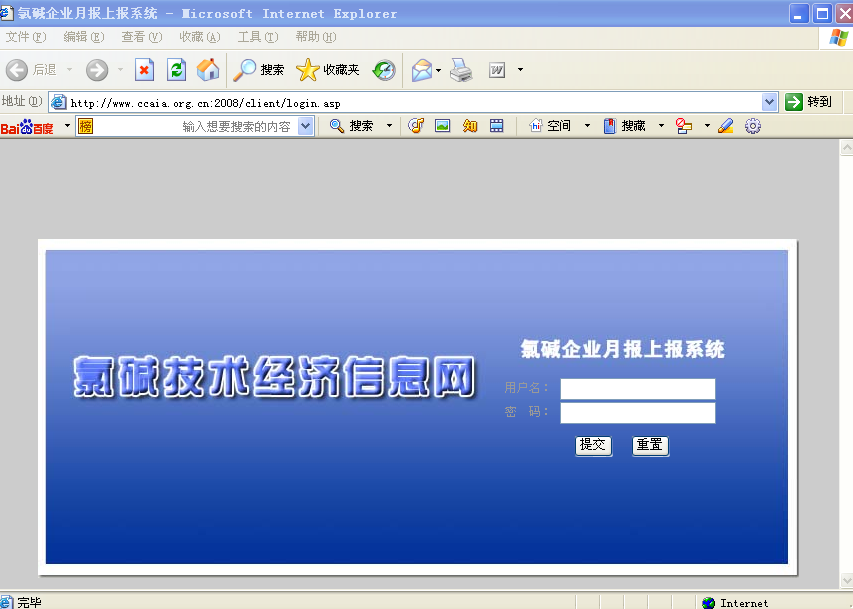 氯碱企业月报上报系统 - Microsoft Internet Explorer
文件(F) 编辑(E) 查看(V) 收藏(A) 工具(T) 帮助(H)
后退 搜索 收藏夹 W
地址(D) http://www.ccaia.org.cn:2008/client/login.asp 转到
Bai百度 榜 输入想要搜索的内容 搜索 知 hi 空间 搜藏
氯碱技术经济信息网
氯碱企业月报上报系统
用户名：
密 码：
提交 重置
完毕 Internet